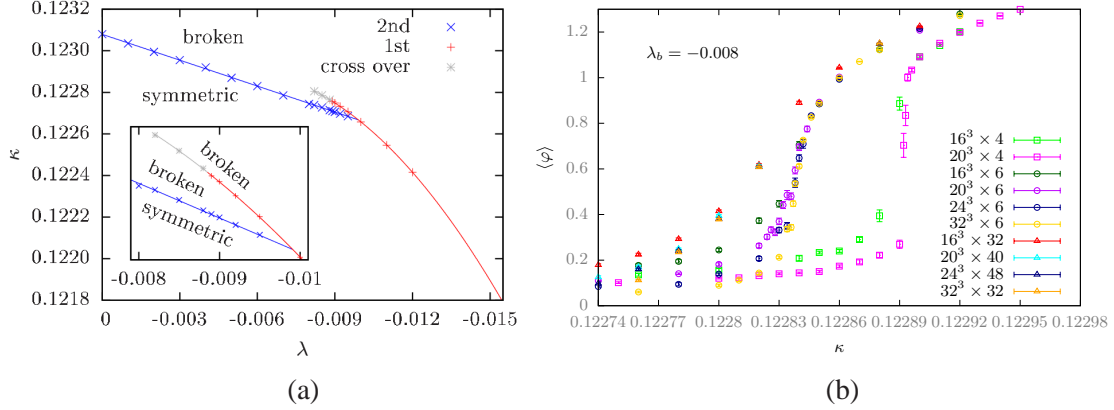 0.1232
0.1230
0.1228
0.1226
0.1224
0.1222
0.1220
0.1218
κ
broken
symmetric
2nd
1st
cross over
broken
broken
symmetric
-0.008
-0.009
-0.01
0
-0.003
-0.006
-0.009
-0.012
-0.015
λ
(a)
1.2
1
0.8
0.6
0.4
0.2
0
⟨φ⟩
λ_b = −0.008
16³ × 4
20³ × 4
16³ × 6
20³ × 6
24³ × 6
32³ × 6
16³ × 32
20³ × 40
24³ × 48
32³ × 32
0.12274
0.12277
0.1228
0.12283
0.12286
0.12289
0.12292
0.12295
0.12298
κ
(b)